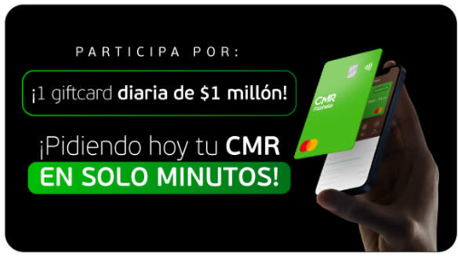 PARTICIPA POR:
¡1 giftcard diaria de $1 millón!
¡Pidiendo hoy tu CMR
EN SOLO MINUTOS!
CMR